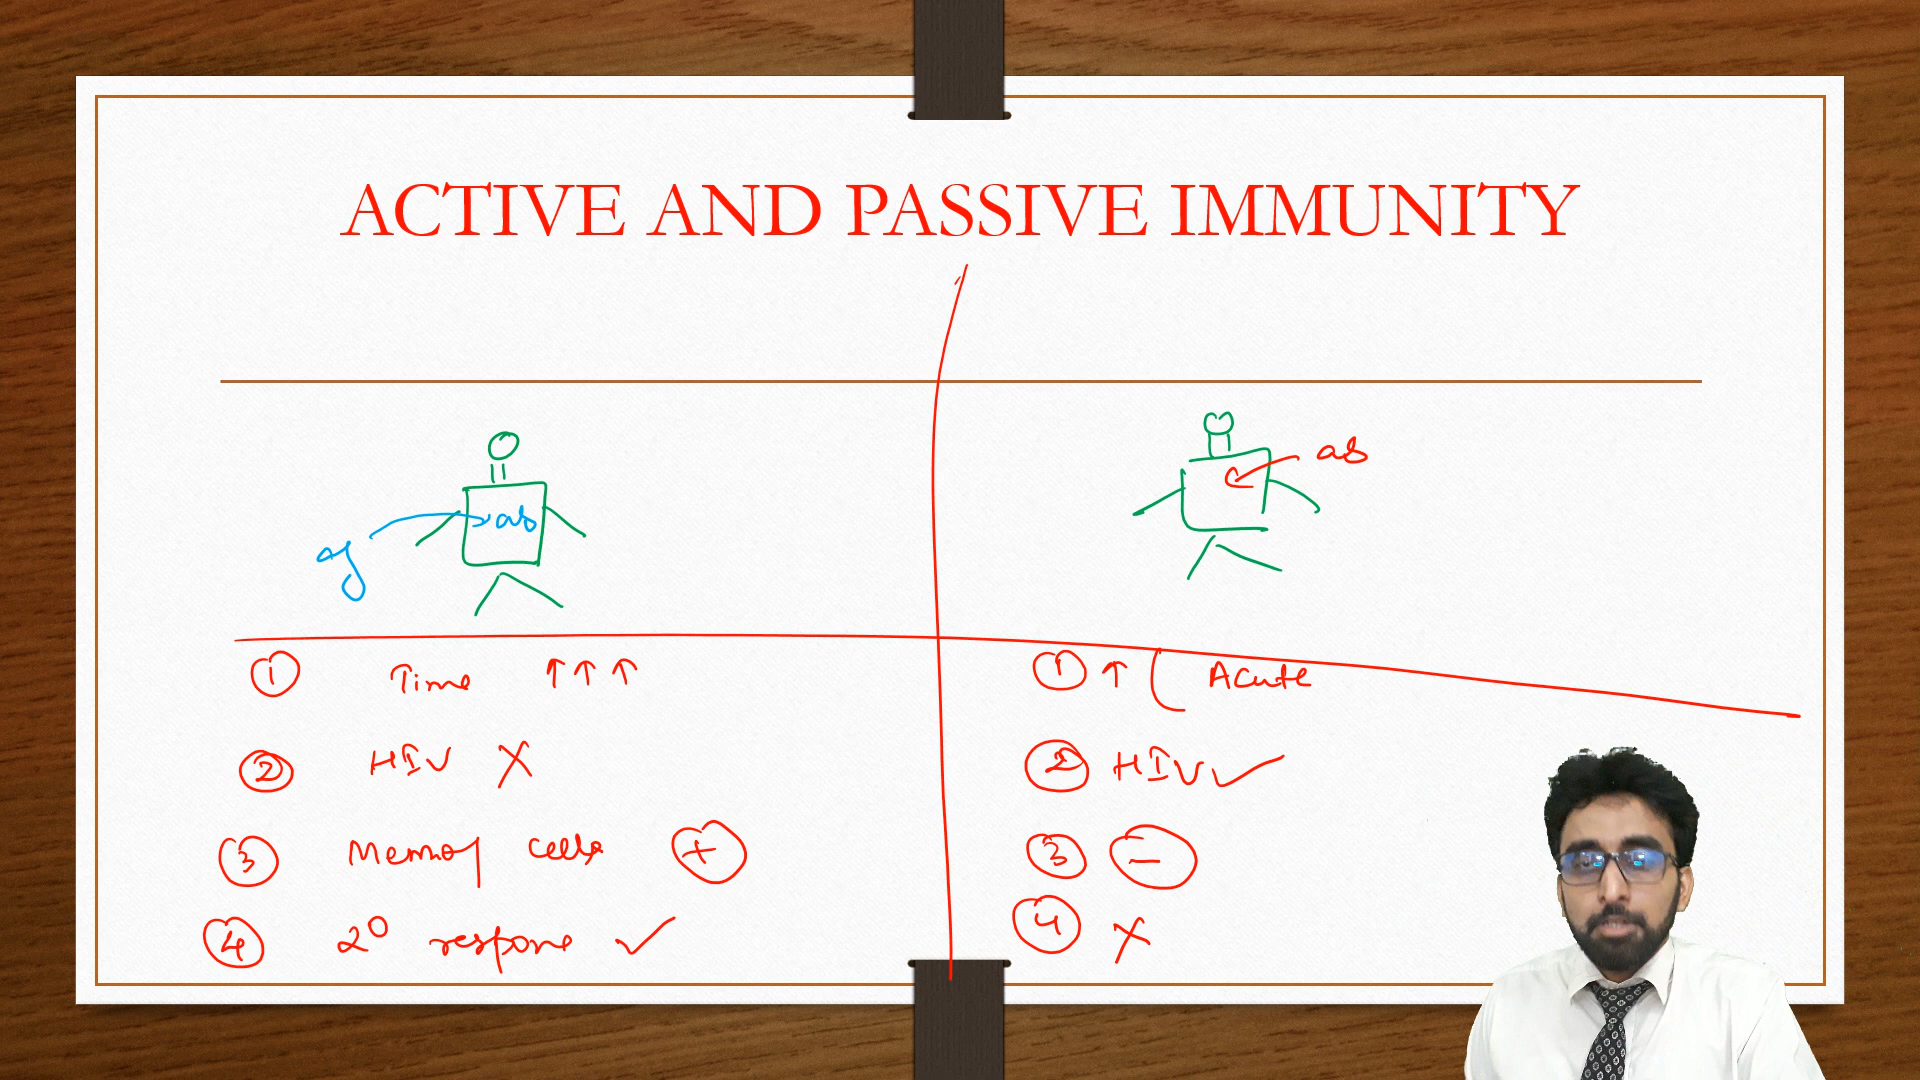 ACTIVE AND PASSIVE IMMUNITY
ag
ab
ab
1 Time ↑↑↑
2 HIV X
3 Memory cells +
4 2° response ✓
1 ↑ ( Acute
2 HIV ✓
3 −
4 X